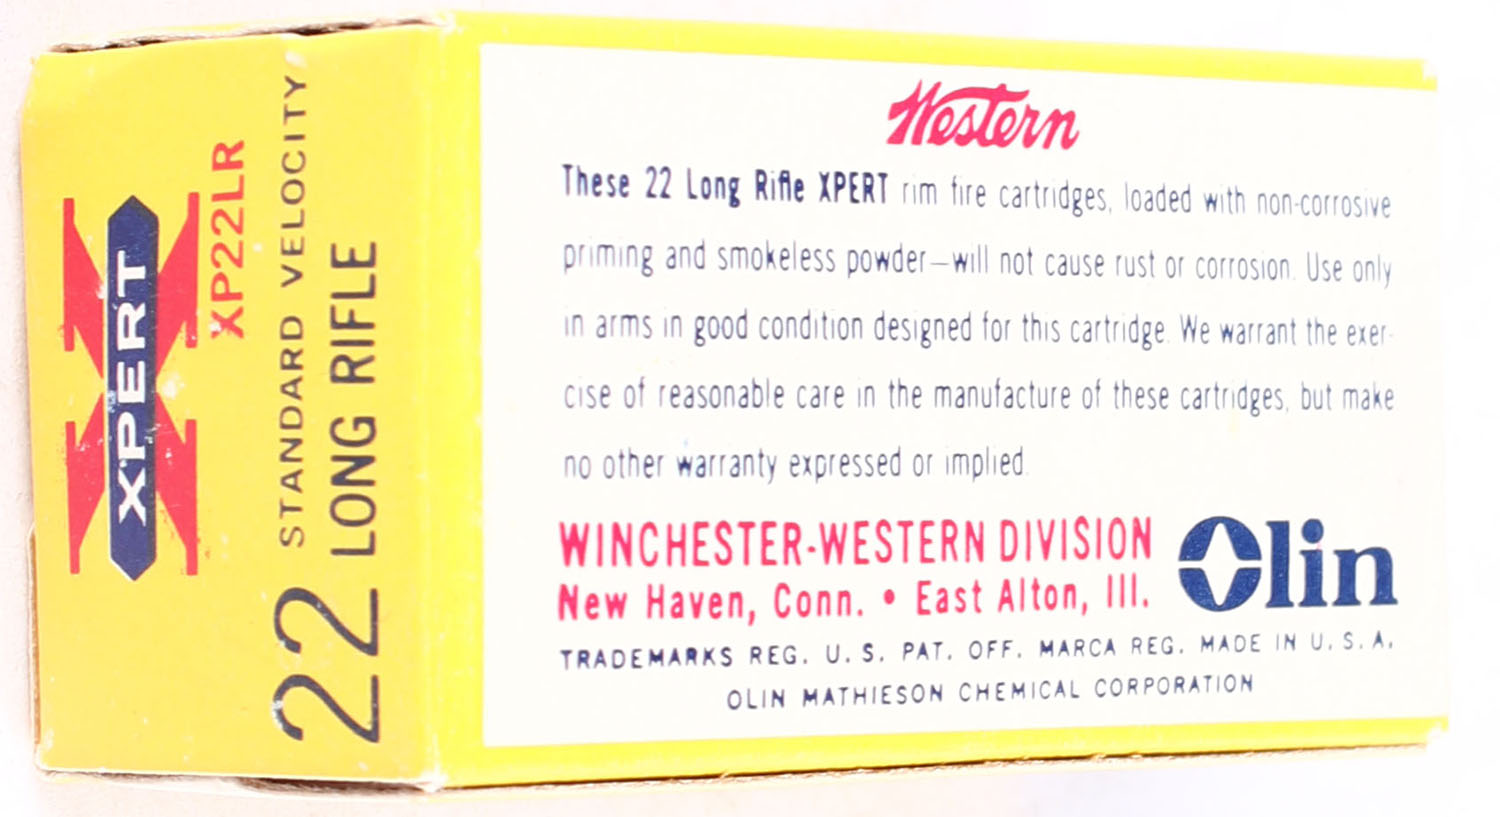 XPERT
XP22LR
STANDARD VELOCITY
22 LONG RIFLE
Western
These 22 Long Rifle XPERT rim fire cartridges, loaded with non-corrosive
priming and smokeless powder—will not cause rust or corrosion. Use only
in arms in good condition designed for this cartridge. We warrant the exer-
cise of reasonable care in the manufacture of these cartridges, but make
no other warranty expressed or implied.
WINCHESTER-WESTERN DIVISION
New Haven, Conn. • East Alton, Ill.
Olin
TRADEMARKS REG. U. S. PAT. OFF. MARCA REG. MADE IN U. S. A.
OLIN MATHIESON CHEMICAL CORPORATION